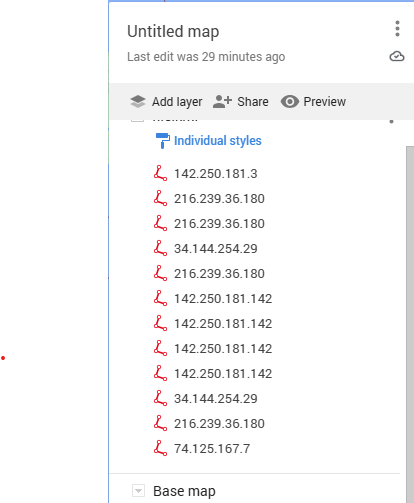 Untitled map
Last edit was 29 minutes ago
Add layer Share Preview
Individual styles
142.250.181.3
216.239.36.180
216.239.36.180
34.144.254.29
216.239.36.180
142.250.181.142
142.250.181.142
142.250.181.142
142.250.181.142
34.144.254.29
216.239.36.180
74.125.167.7
Base map